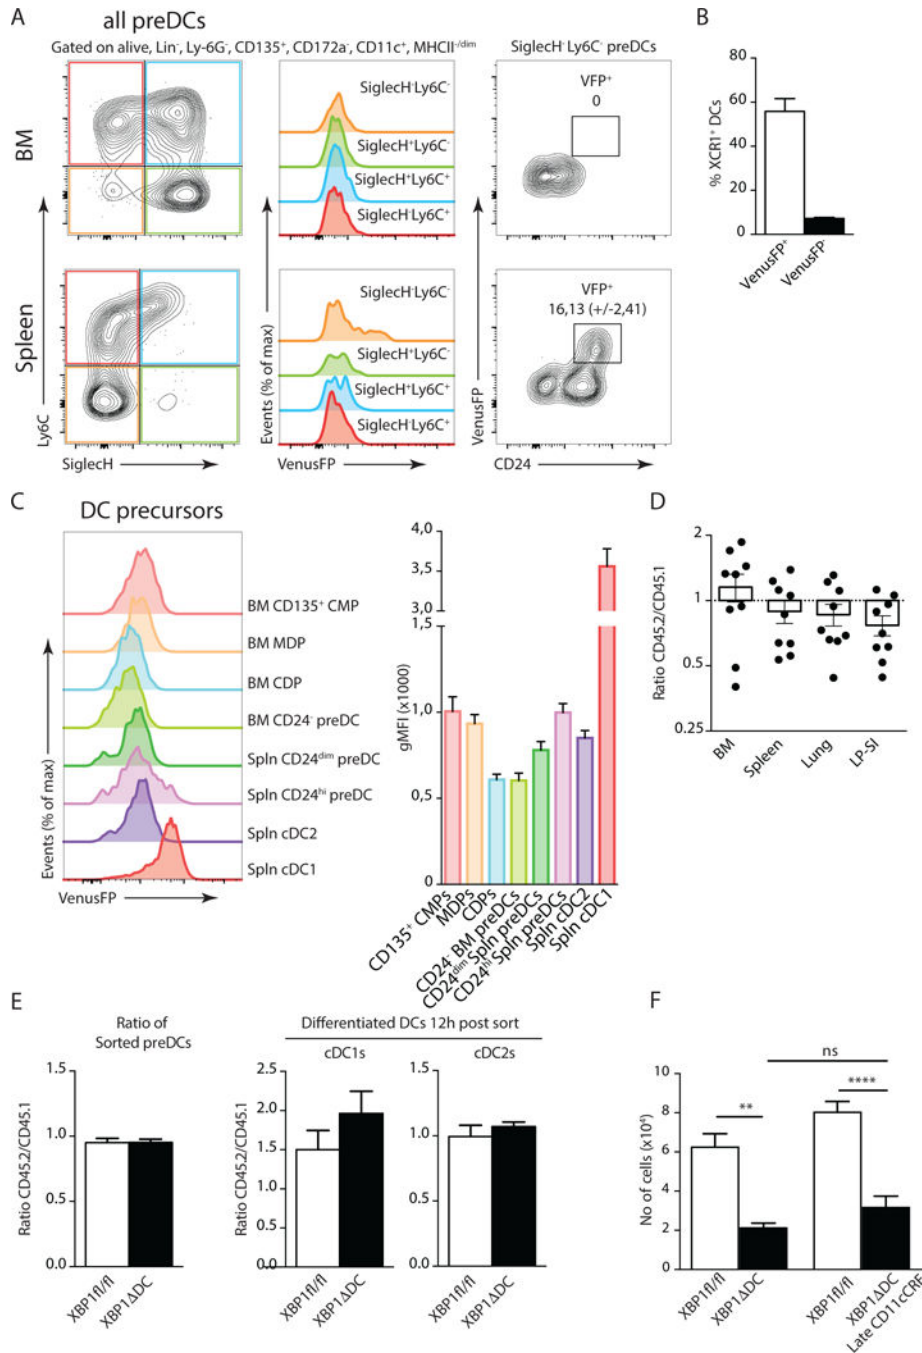 A
all preDCs
Gated on alive, Lin⁻, Ly-6G⁻, CD135⁺, CD172a⁻, CD11c⁺, MHCII⁻/dim
SiglecH⁻Ly6C⁻ preDCs
BM
SiglecH⁻Ly6C⁻
SiglecH⁺Ly6C⁻
SiglecH⁺Ly6C⁺
SiglecH⁻Ly6C⁺
VFP⁺
0
Spleen
SiglecH⁻Ly6C⁻
SiglecH⁺Ly6C⁻
SiglecH⁺Ly6C⁺
SiglecH⁻Ly6C⁺
VFP⁺
16,13 (+/-2,41)
Ly6C
SiglecH
Events (% of max)
VenusFP
VenusFP
CD24
B
% XCR1⁺ DCs
80
60
40
20
0
VenusFP⁺
VenusFP⁻
C
DC precursors
BM CD135⁺ CMP
BM MDP
BM CDP
BM CD24⁻ preDC
Spln CD24dim preDC
Spln CD24hi preDC
Spln cDC2
Spln cDC1
Events (% of max)
VenusFP
gMFI (x1000)
4,0
3,5
3,0
1,5
1,0
0,5
0
CD135⁺ CMPs
MDPs
CDPs
CD24⁻ BM preDCs
CD24dim Spln preDCs
CD24hi Spln preDCs
Spln cDC2
Spln cDC1
D
Ratio CD45.2/CD45.1
2
1
0.5
0.25
BM
Spleen
Lung
LP-SI
E
Ratio of
Sorted preDCs
Ratio CD45.2/CD45.1
1.5
1.0
0.5
0.0
XBP1fl/fl
XBP1ΔDC
Differentiated DCs 12h post sort
cDC1s
Ratio CD45.2/CD45.1
2.5
2.0
1.5
1.0
0.5
0.0
XBP1fl/fl
XBP1ΔDC
cDC2s
1.5
1.0
0.5
0.0
XBP1fl/fl
XBP1ΔDC
F
ns
**
****
No of cells (x10⁴)
10
8
6
4
2
0
XBP1fl/fl
XBP1ΔDC
XBP1fl/fl
XBP1ΔDC
Late CD11cCRE